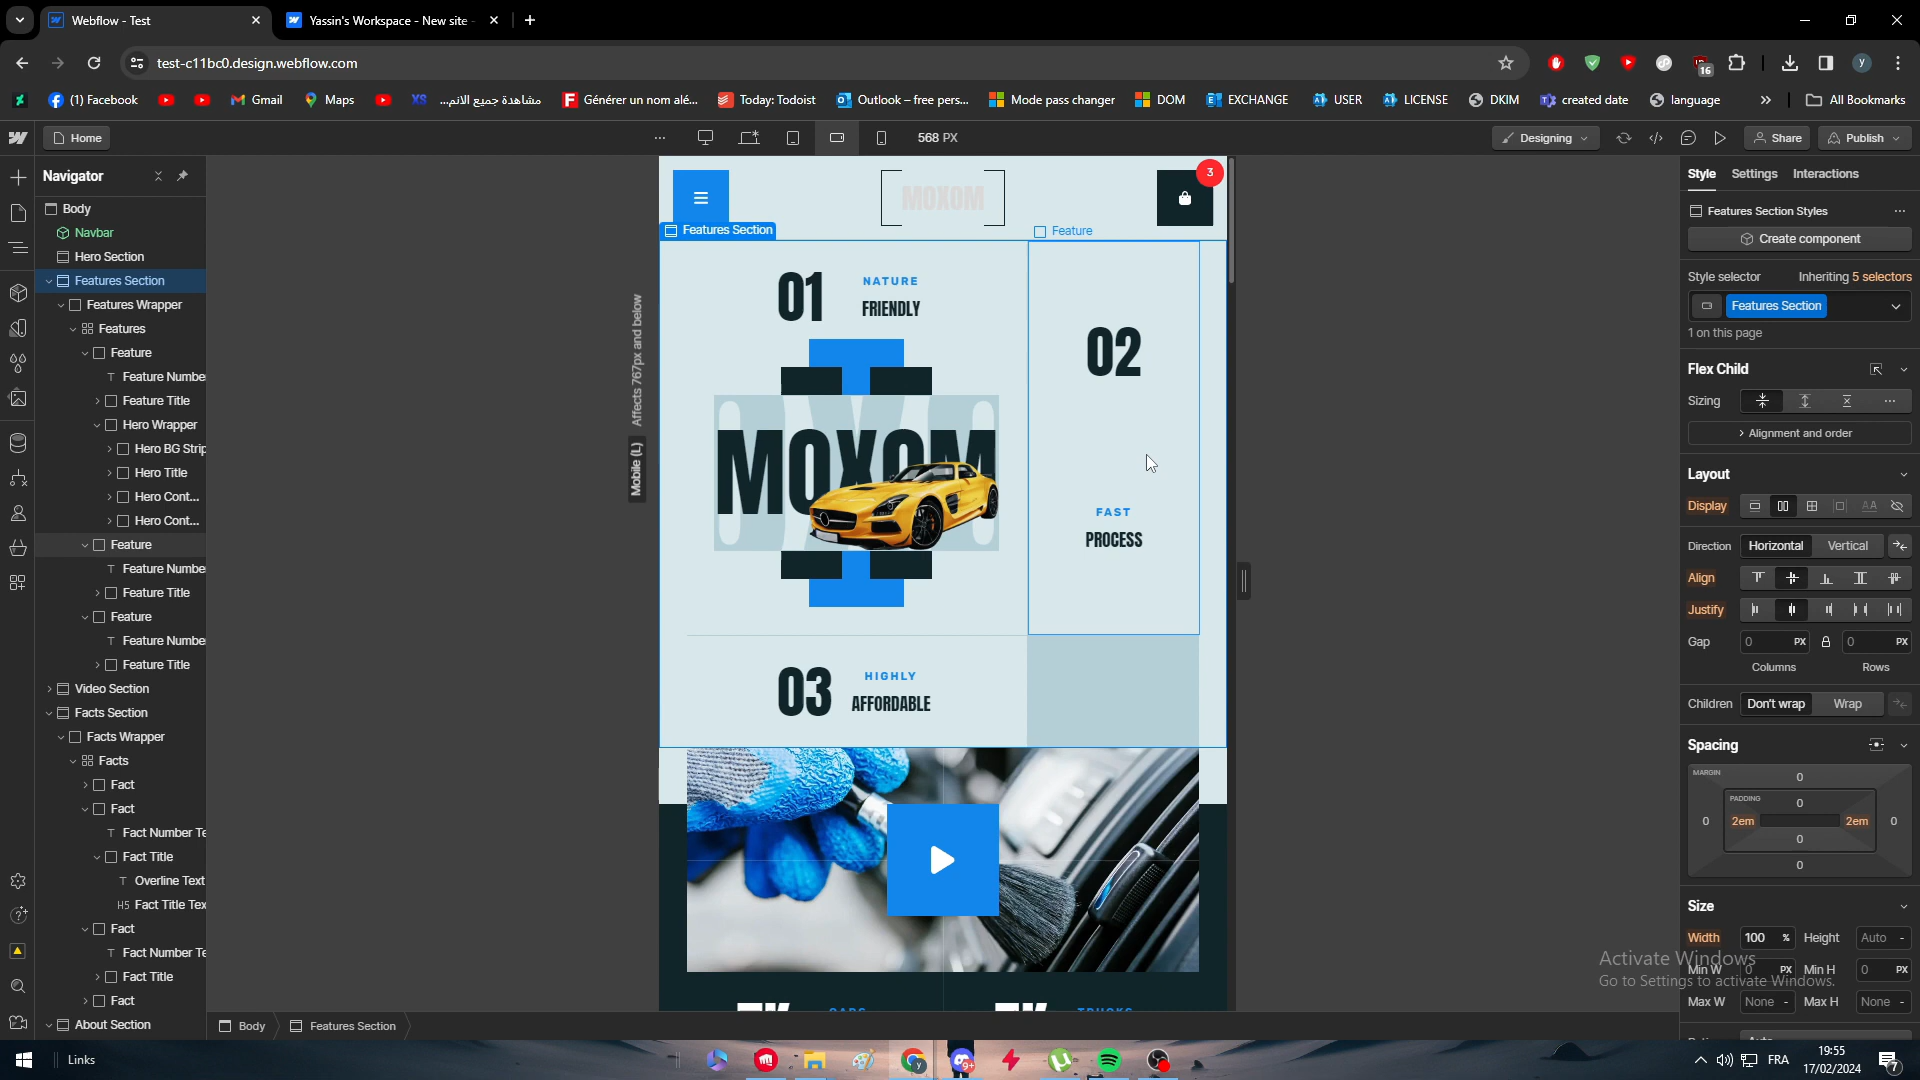 Webflow - Test
Yassin's Workspace - New site
test-c11bc0.design.webflow.com
16
y
(1) Facebook
Gmail
Maps
XS
مشاهدة جميع الانم...
Générer un nom alé...
Today: Todoist
Outlook – free pers...
Mode pass changer
DOM
EXCHANGE
USER
LICENSE
DKIM
created date
language
All Bookmarks
Home
568 PX
Designing
Share
Publish
Navigator
Body
Navbar
Hero Section
Features Section
Features Wrapper
Features
Feature
Feature Numbe
Feature Title
Hero Wrapper
Hero BG Strip
Hero Title
Hero Cont...
Hero Cont...
Feature
Feature Numbe
Feature Title
Feature
Feature Numbe
Feature Title
Video Section
Facts Section
Facts Wrapper
Facts
Fact
Fact
Fact Number Te
Fact Title
Overline Text
H5 Fact Title Tex
Fact
Fact Number Te
Fact Title
Fact
About Section
Affects 767px and below
Mobile (L)
MOXOM
3
Features Section
Feature
01
NATURE
FRIENDLY
02
FAST
PROCESS
MOXOM
03
HIGHLY
AFFORDABLE
CARS
TRUCKS
Body
Features Section
Style
Settings
Interactions
Features Section Styles
Create component
Style selector
Inheriting 5 selectors
Features Section
1 on this page
Flex Child
Sizing
Alignment and order
Layout
Display
Direction
Horizontal
Vertical
Align
Justify
Gap
0 PX
0 PX
Columns
Rows
Children
Don't wrap
Wrap
Spacing
MARGIN
0
PADDING
0
0
2em
2em
0
0
0
Size
Width
100 %
Height
Auto -
Min W
0 PX
Min H
0 PX
Max W
None -
Max H
None -
Activate Windows
Go to Settings to activate Windows.
Links
9+
FRA
19:55
17/02/2024
7